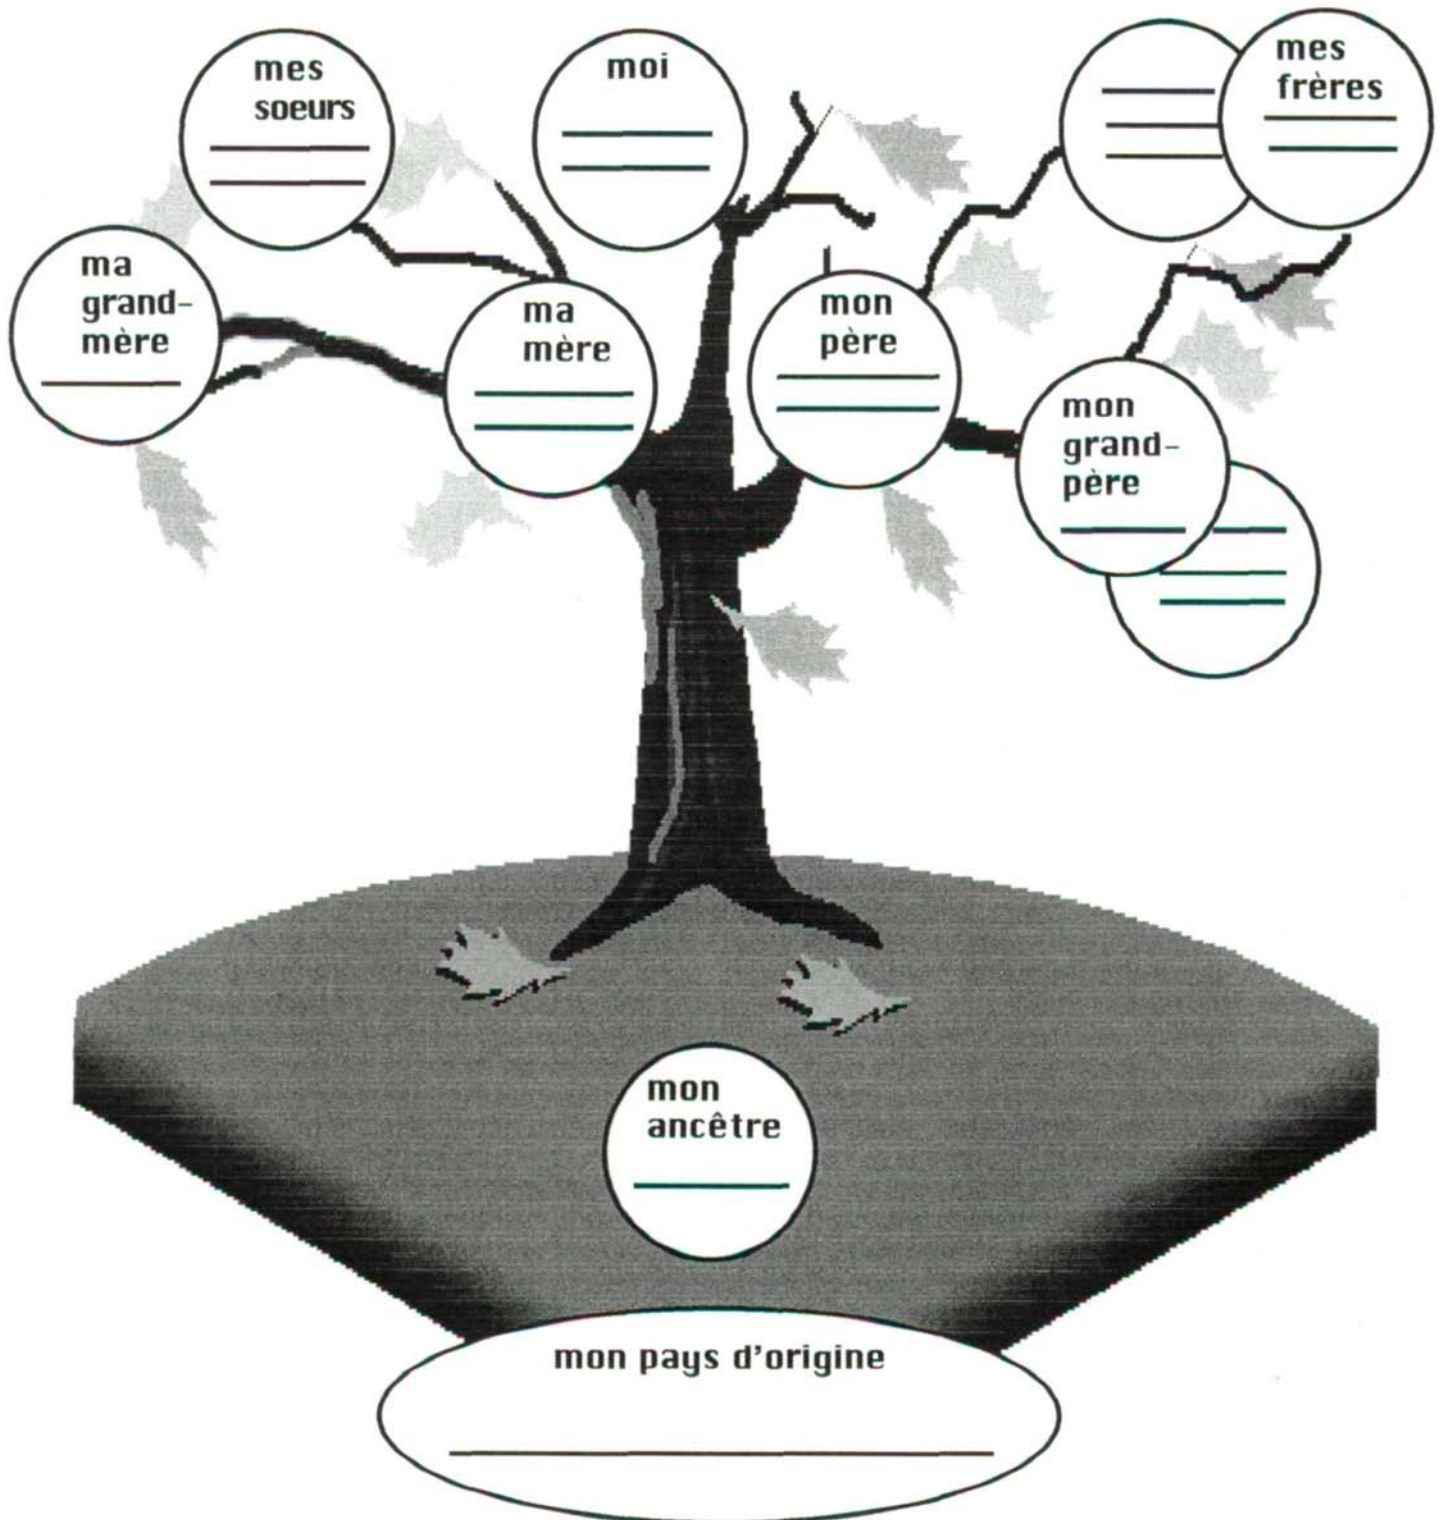 mes
soeurs
moi
mes
frères
ma
grand-
mère
ma
mère
mon
père
mon
grand-
père
mon
ancêtre
mon pays d'origine